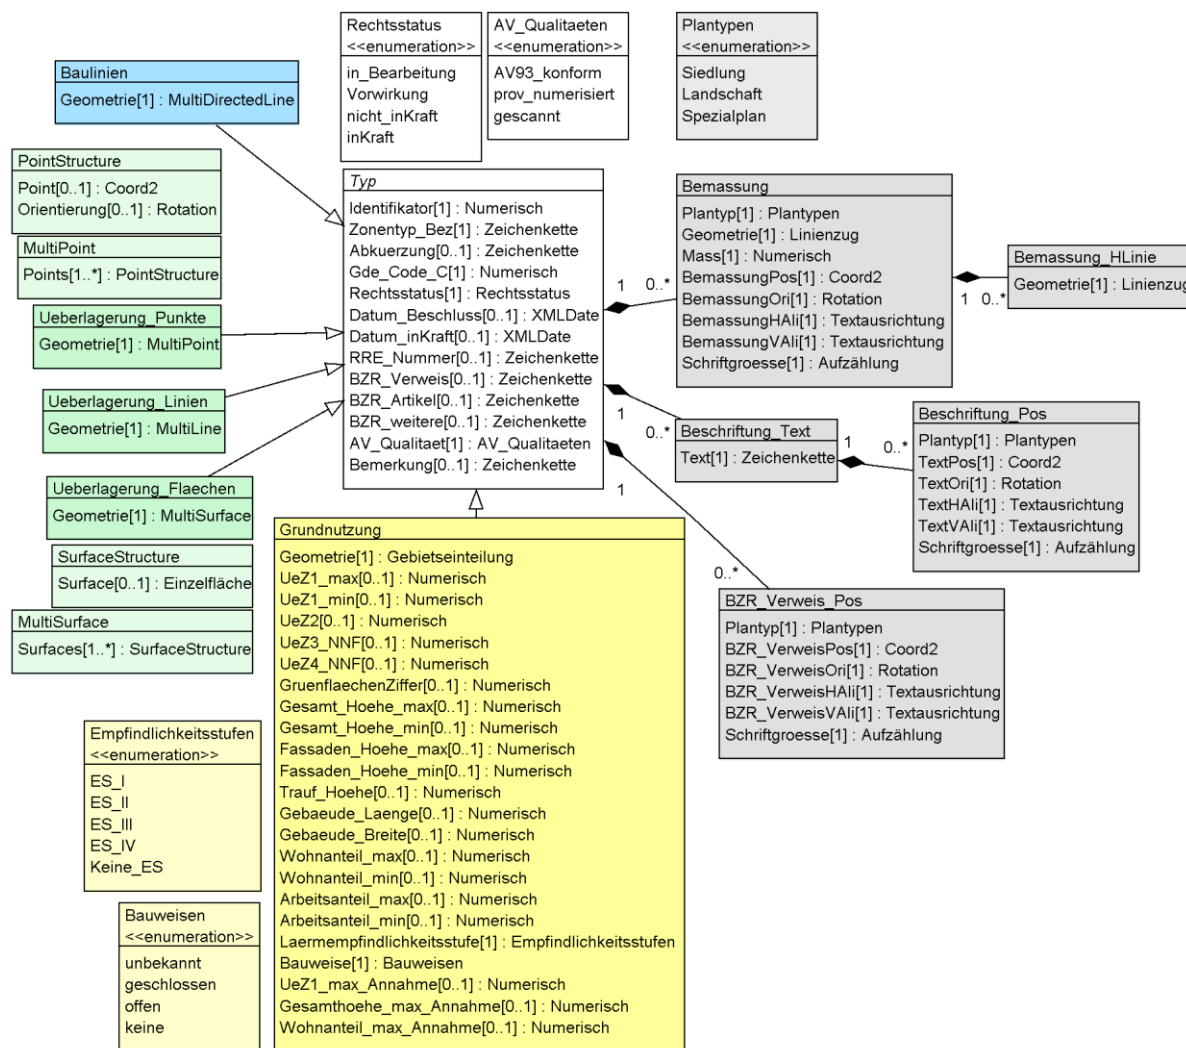 Rechtsstatus
<<enumeration>>
in_Bearbeitung
Vorwirkung
nicht_inKraft
inKraft
AV_Qualitaeten
<<enumeration>>
AV93_konform
prov_numerisiert
gescannt
Plantypen
<<enumeration>>
Siedlung
Landschaft
Spezialplan
Baulinien
Geometrie[1] : MultiDirectedLine
PointStructure
Point[0..1] : Coord2
Orientierung[0..1] : Rotation
MultiPoint
Points[1..*] : PointStructure
Ueberlagerung_Punkte
Geometrie[1] : MultiPoint
Ueberlagerung_Linien
Geometrie[1] : MultiLine
Ueberlagerung_Flaechen
Geometrie[1] : MultiSurface
SurfaceStructure
Surface[0..1] : Einzelfläche
MultiSurface
Surfaces[1..*] : SurfaceStructure
Empfindlichkeitsstufen
<<enumeration>>
ES_I
ES_II
ES_III
ES_IV
Keine_ES
Bauweisen
<<enumeration>>
unbekannt
geschlossen
offen
keine
Typ
Identifikator[1] : Numerisch
Zonentyp_Bez[1] : Zeichenkette
Abkuerzung[0..1] : Zeichenkette
Gde_Code_C[1] : Numerisch
Rechtsstatus[1] : Rechtsstatus
Datum_Beschluss[0..1] : XMLDate
Datum_inKraft[0..1] : XMLDate
RRE_Nummer[0..1] : Zeichenkette
BZR_Verweis[0..1] : Zeichenkette
BZR_Artikel[0..1] : Zeichenkette
BZR_weitere[0..1] : Zeichenkette
AV_Qualitaet[1] : AV_Qualitaeten
Bemerkung[0..1] : Zeichenkette
Grundnutzung
Geometrie[1] : Gebietseinteilung
UeZ1_max[0..1] : Numerisch
UeZ1_min[0..1] : Numerisch
UeZ2[0..1] : Numerisch
UeZ3_NNF[0..1] : Numerisch
UeZ4_NNF[0..1] : Numerisch
GruenflaechenZiffer[0..1] : Numerisch
Gesamt_Hoehe_max[0..1] : Numerisch
Gesamt_Hoehe_min[0..1] : Numerisch
Fassaden_Hoehe_max[0..1] : Numerisch
Fassaden_Hoehe_min[0..1] : Numerisch
Trauf_Hoehe[0..1] : Numerisch
Gebaeude_Laenge[0..1] : Numerisch
Gebaeude_Breite[0..1] : Numerisch
Wohnanteil_max[0..1] : Numerisch
Wohnanteil_min[0..1] : Numerisch
Arbeitsanteil_max[0..1] : Numerisch
Arbeitsanteil_min[0..1] : Numerisch
Laermempfindlichkeitsstufe[1] : Empfindlichkeitsstufen
Bauweise[1] : Bauweisen
UeZ1_max_Annahme[0..1] : Numerisch
Gesamthoehe_max_Annahme[0..1] : Numerisch
Wohnanteil_max_Annahme[0..1] : Numerisch
1
0..*
Bemassung
Plantyp[1] : Plantypen
Geometrie[1] : Linienzug
Mass[1] : Numerisch
BemassungPos[1] : Coord2
BemassungOri[1] : Rotation
BemassungHAli[1] : Textausrichtung
BemassungVAli[1] : Textausrichtung
Schriftgroesse[1] : Aufzählung
1
0..*
Bemassung_HLinie
Geometrie[1] : Linienzug
1
0..*
Beschriftung_Text
Text[1] : Zeichenkette
1
0..*
Beschriftung_Pos
Plantyp[1] : Plantypen
TextPos[1] : Coord2
TextOri[1] : Rotation
TextHAli[1] : Textausrichtung
TextVAli[1] : Textausrichtung
Schriftgroesse[1] : Aufzählung
1
0..*
BZR_Verweis_Pos
Plantyp[1] : Plantypen
BZR_VerweisPos[1] : Coord2
BZR_VerweisOri[1] : Rotation
BZR_VerweisHAli[1] : Textausrichtung
BZR_VerweisVAli[1] : Textausrichtung
Schriftgroesse[1] : Aufzählung